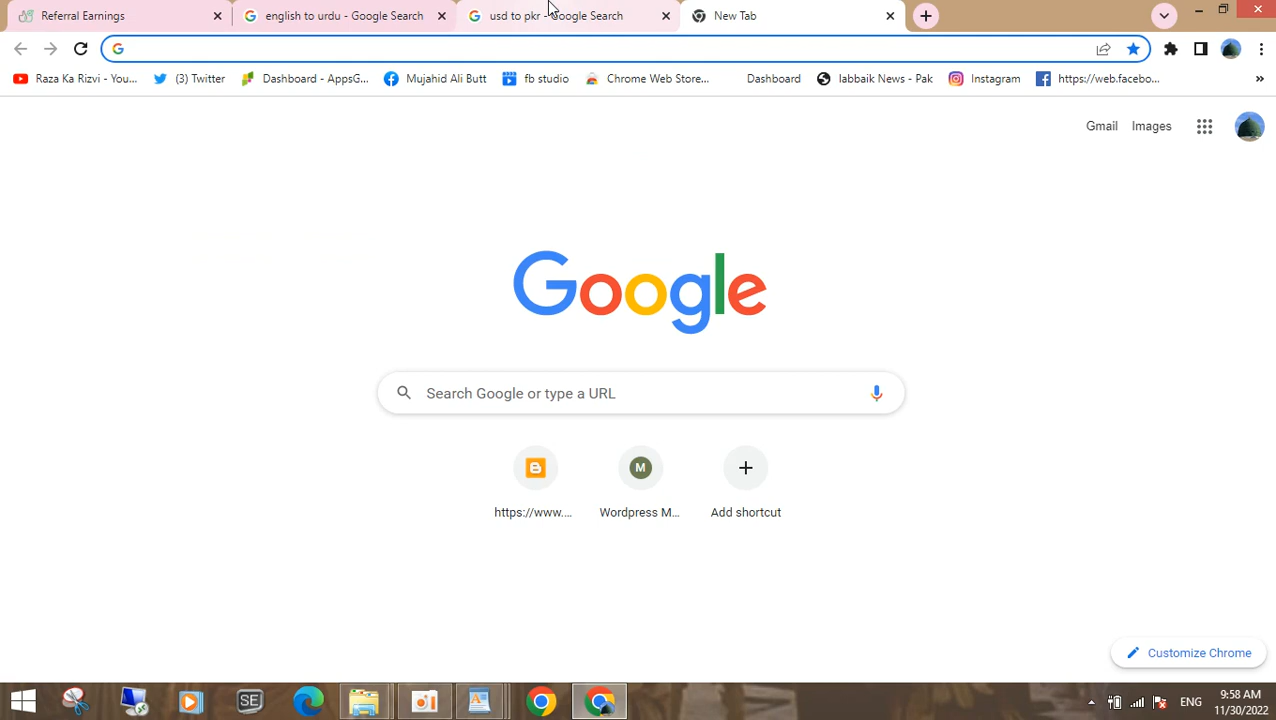 Referral Earnings
english to urdu - Google Search
usd to pkr - Google Search
New Tab
Raza Ka Rizvi - You...
(3) Twitter
Dashboard - AppsG...
Mujahid Ali Butt
fb studio
Chrome Web Store...
Dashboard
labbaik News - Pak
Instagram
https://web.facebo...
»
Gmail
Images
Google
Search Google or type a URL
M
https://www....
Wordpress M...
Add shortcut
Customize Chrome
SE
ENG
9:58 AM
11/30/2022